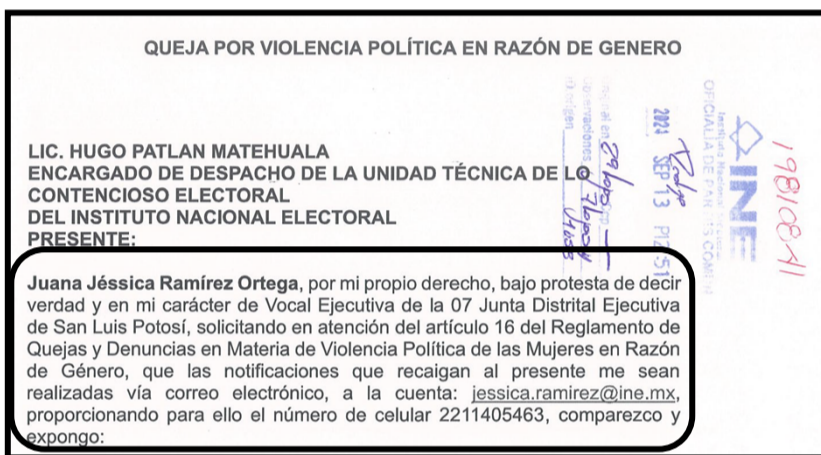 QUEJA POR VIOLENCIA POLÍTICA EN RAZÓN DE GENERO
LIC. HUGO PATLAN MATEHUALA
ENCARGADO DE DESPACHO DE LA UNIDAD TÉCNICA DE LO
CONTENCIOSO ELECTORAL
DEL INSTITUTO NACIONAL ELECTORAL
PRESENTE:
Juana Jéssica Ramírez Ortega, por mi propio derecho, bajo protesta de decir
verdad y en mi carácter de Vocal Ejecutiva de la 07 Junta Distrital Ejecutiva
de San Luis Potosí, solicitando en atención del artículo 16 del Reglamento de
Quejas y Denuncias en Materia de Violencia Política de las Mujeres en Razón
de Género, que las notificaciones que recaigan al presente me sean
realizadas vía correo electrónico, a la cuenta: jessica.ramirez@ine.mx,
proporcionando para ello el número de celular 2211405463, comparezco y
expongo:
INE
Instituto Nacional Electoral
OFICIALIA DE PARTES
2021 SEP 13 P12:51